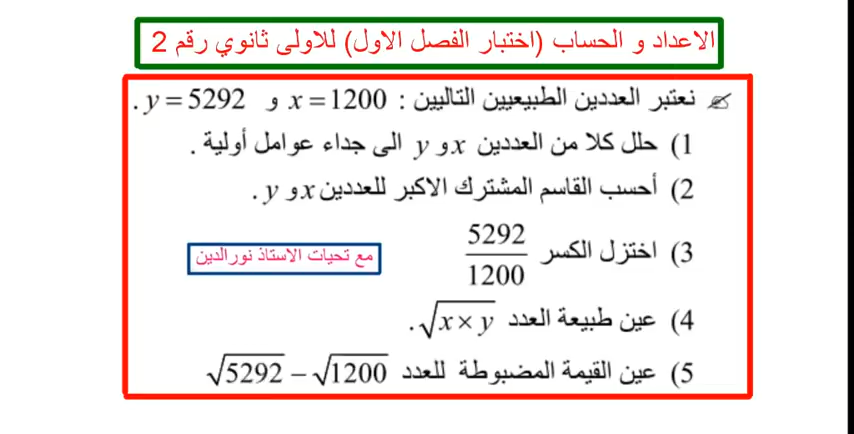 الاعداد و الحساب (اختبار الفصل الاول) للاولى ثانوي رقم 2
نعتبر العددين الطبيعيين التاليين : x = 1200 و y = 5292 .
1) حلل كلا من العددين x و y الى جداء عوامل أولية .
2) أحسب القاسم المشترك الاكبر للعددين x و y .
3) اختزل الكسر 5292/1200
مع تحيات الاستاذ نورالدين
4) عين طبيعة العدد √(x × y) .
5) عين القيمة المضبوطة للعدد √5292 − √1200